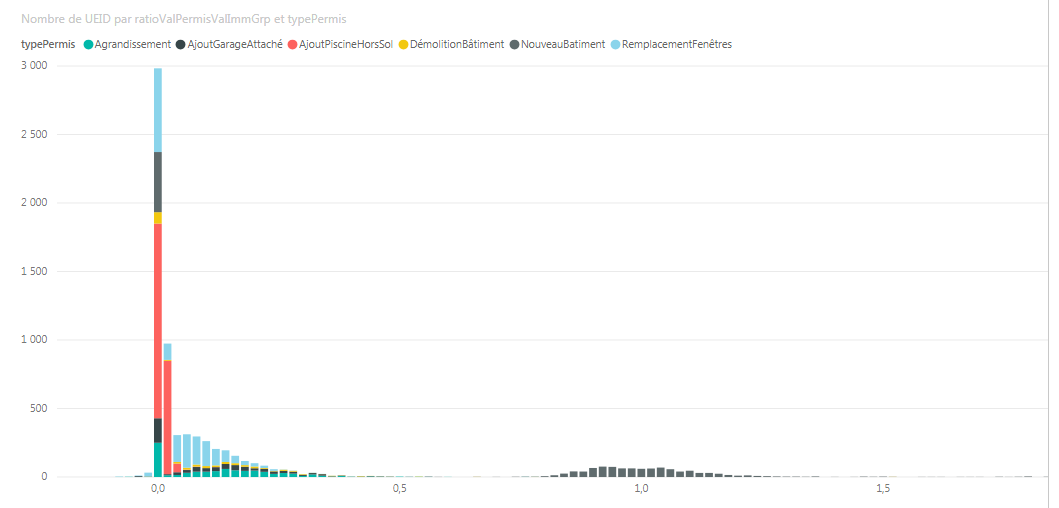 Nombre de UEID par ratioValPermisValImmGrp et typePermis
typePermis Agrandissement AjoutGarageAttaché AjoutPiscineHorsSol DémolitionBâtiment NouveauBatiment RemplacementFenêtres
3 000
2 500
2 000
1 500
1 000
500
0
0,0 0,5 1,0 1,5